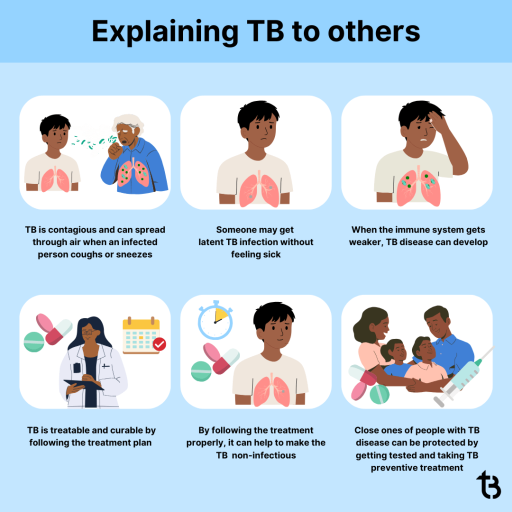 Explaining TB to others
TB is contagious and can spread
through air when an infected
person coughs or sneezes
Someone may get
latent TB infection without
feeling sick
When the immune system gets
weaker, TB disease can develop
TB is treatable and curable by
following the treatment plan
By following the treatment
properly, it can help to make the
TB non-infectious
Close ones of people with TB
disease can be protected by
getting tested and taking TB
preventive treatment
tB